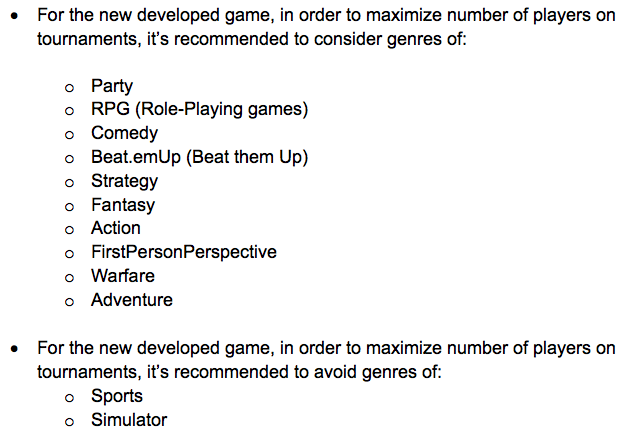 • For the new developed game, in order to maximize number of players on
tournaments, it's recommended to consider genres of:
o Party
o RPG (Role-Playing games)
o Comedy
o Beat.emUp (Beat them Up)
o Strategy
o Fantasy
o Action
o FirstPersonPerspective
o Warfare
o Adventure
• For the new developed game, in order to maximize number of players on
tournaments, it's recommended to avoid genres of:
o Sports
o Simulator